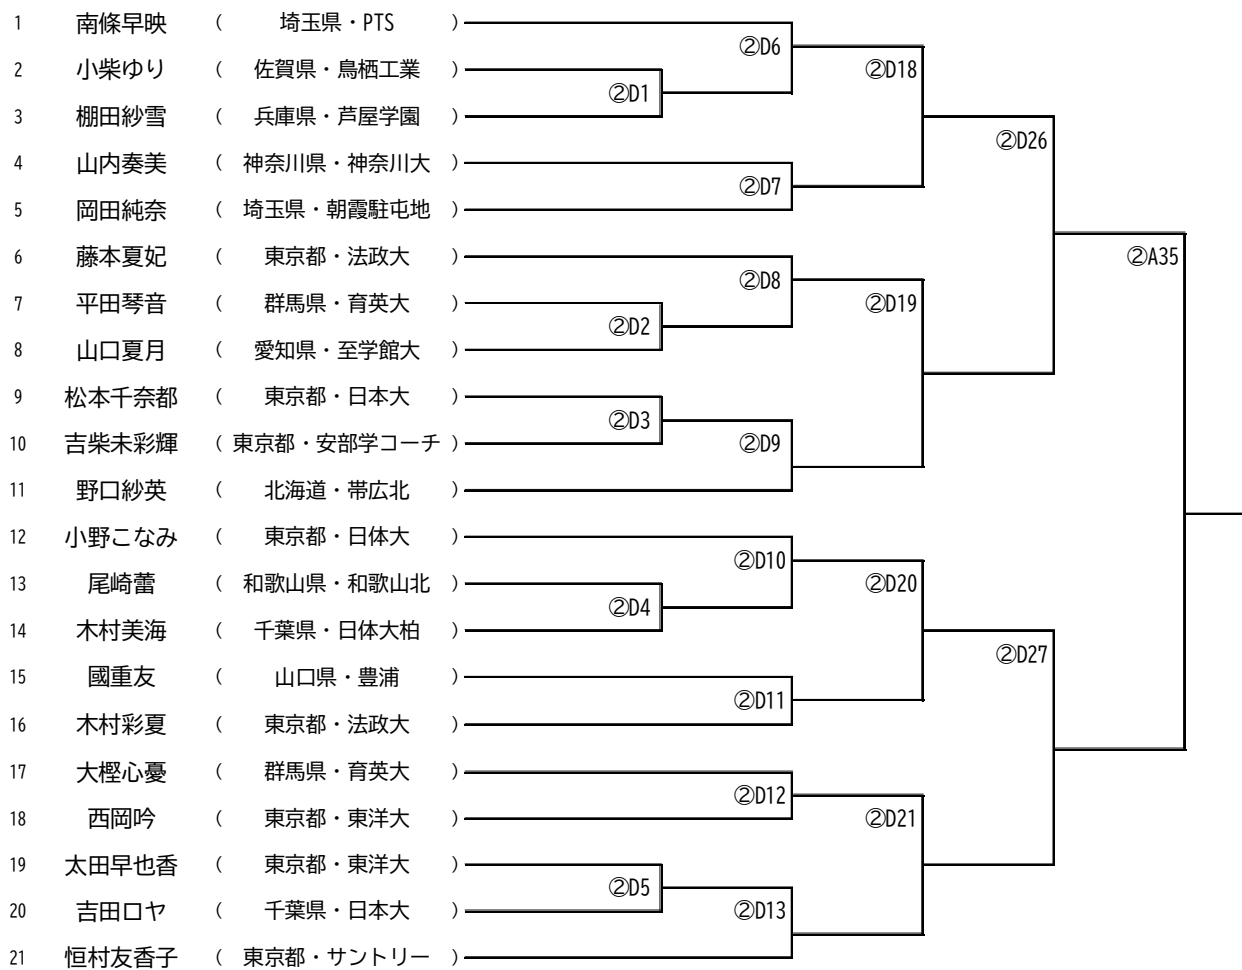 1 南條早映 ( 埼玉県・PTS )
②D6
2 小柴ゆり ( 佐賀県・鳥栖工業 ) ②D18
②D1
3 棚田紗雪 ( 兵庫県・芦屋学園 )
②D26
4 山内奏美 ( 神奈川県・神奈川大 )
②D7
5 岡田純奈 ( 埼玉県・朝霞駐屯地 )
6 藤本夏妃 ( 東京都・法政大 ) ②A35
②D8
7 平田琴音 ( 群馬県・育英大 ) ②D19
②D2
8 山口夏月 ( 愛知県・至学館大 )
9 松本千奈都 ( 東京都・日本大 )
②D3
10 吉柴未彩輝 ( 東京都・安部学コーチ ) ②D9
11 野口紗英 ( 北海道・帯広北 )
12 小野こなみ ( 東京都・日体大 )
②D10
13 尾崎蕾 ( 和歌山県・和歌山北 ) ②D20
②D4
14 木村美海 ( 千葉県・日体大柏 )
②D27
15 國重友 ( 山口県・豊浦 )
②D11
16 木村彩夏 ( 東京都・法政大 )
17 大樫心憂 ( 群馬県・育英大 )
②D12
18 西岡吟 ( 東京都・東洋大 ) ②D21
19 太田早也香 ( 東京都・東洋大 )
②D5
20 吉田ロヤ ( 千葉県・日本大 ) ②D13
21 恒村友香子 ( 東京都・サントリー )